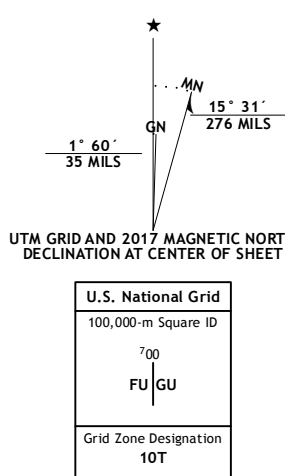 ★
MN
GN
15° 31´
276 MILS
1° 60´
35 MILS
UTM GRID AND 2017 MAGNETIC NORT
DECLINATION AT CENTER OF SHEET
U.S. National Grid
100,000-m Square ID
⁷00
FU GU
Grid Zone Designation
10T